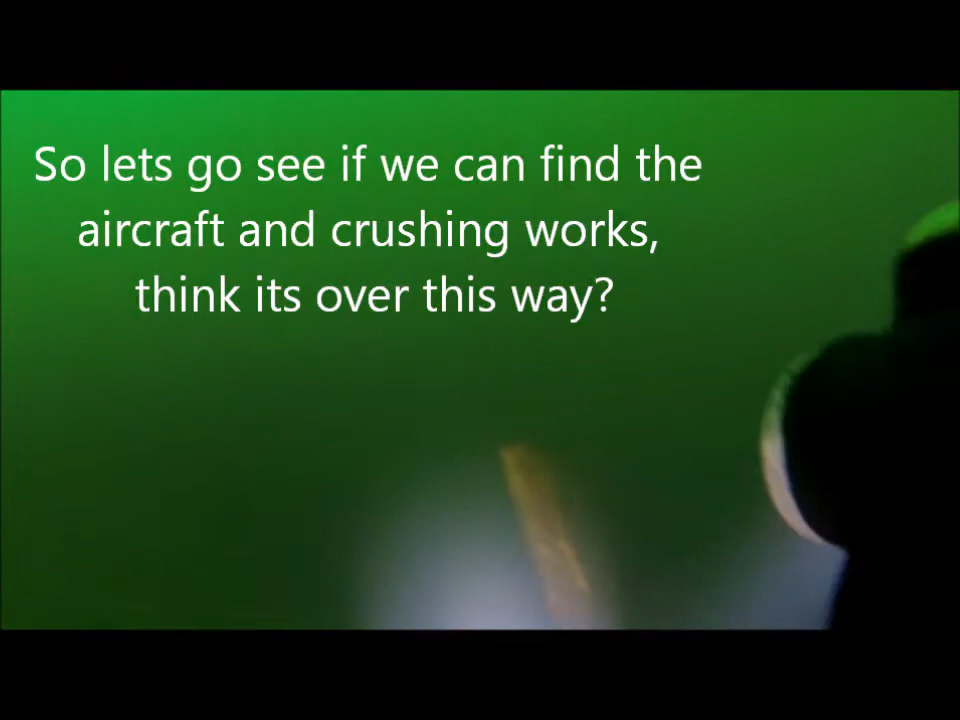 So lets go see if we can find the
aircraft and crushing works,
think its over this way?